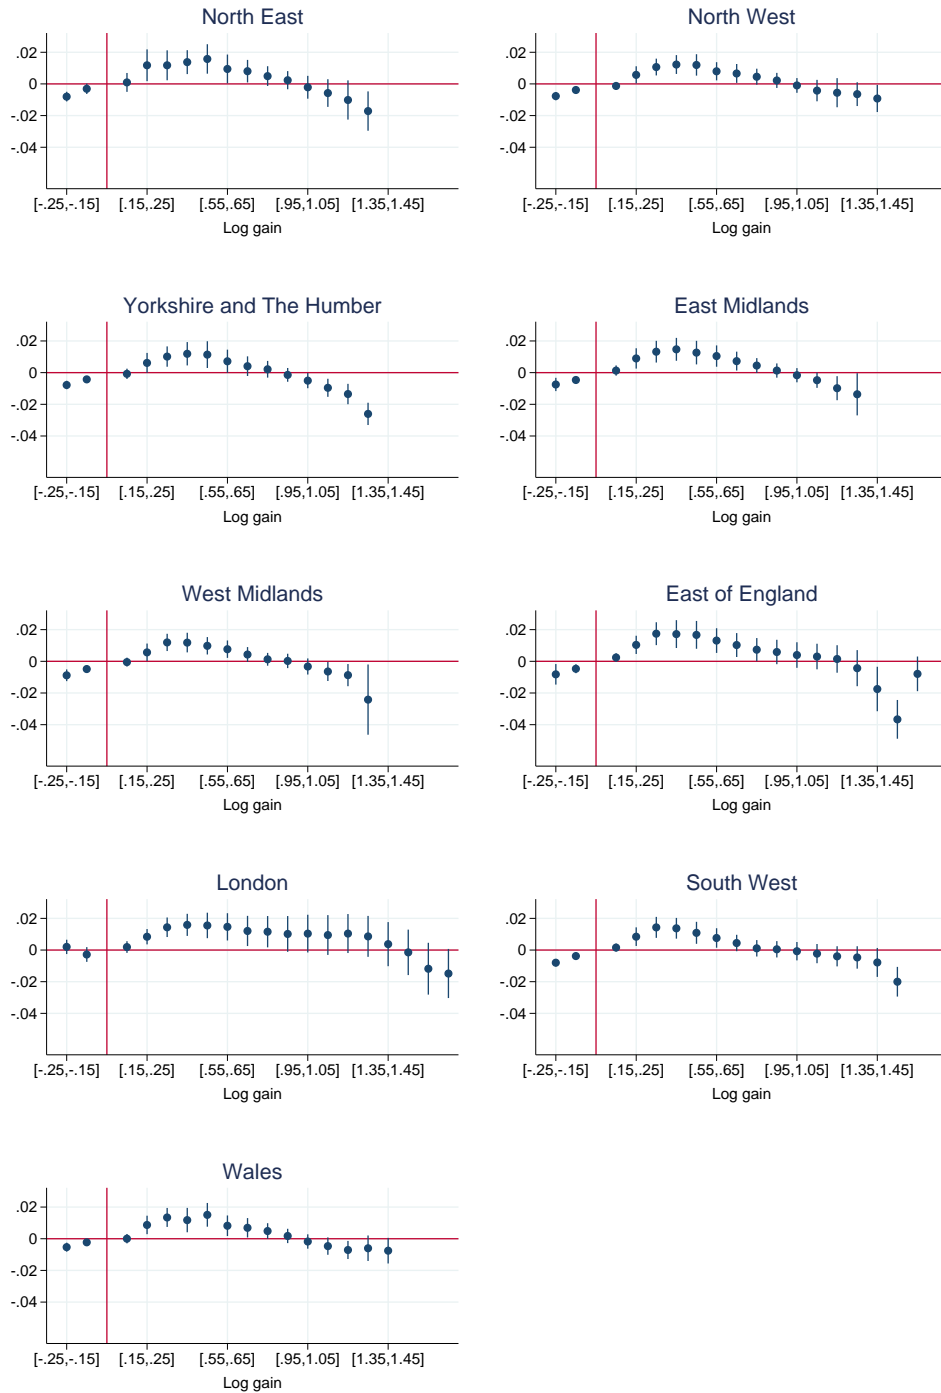 North East
.02
0
-.02
-.04
[-.25,-.15] [.15,.25] [.55,.65] [.95,1.05] [1.35,1.45]
Log gain
North West
.02
0
-.02
-.04
[-.25,-.15] [.15,.25] [.55,.65] [.95,1.05] [1.35,1.45]
Log gain
Yorkshire and The Humber
.02
0
-.02
-.04
[-.25,-.15] [.15,.25] [.55,.65] [.95,1.05] [1.35,1.45]
Log gain
East Midlands
.02
0
-.02
-.04
[-.25,-.15] [.15,.25] [.55,.65] [.95,1.05] [1.35,1.45]
Log gain
West Midlands
.02
0
-.02
-.04
[-.25,-.15] [.15,.25] [.55,.65] [.95,1.05] [1.35,1.45]
Log gain
East of England
.02
0
-.02
-.04
[-.25,-.15] [.15,.25] [.55,.65] [.95,1.05] [1.35,1.45]
Log gain
London
.02
0
-.02
-.04
[-.25,-.15] [.15,.25] [.55,.65] [.95,1.05] [1.35,1.45]
Log gain
South West
.02
0
-.02
-.04
[-.25,-.15] [.15,.25] [.55,.65] [.95,1.05] [1.35,1.45]
Log gain
Wales
.02
0
-.02
-.04
[-.25,-.15] [.15,.25] [.55,.65] [.95,1.05] [1.35,1.45]
Log gain